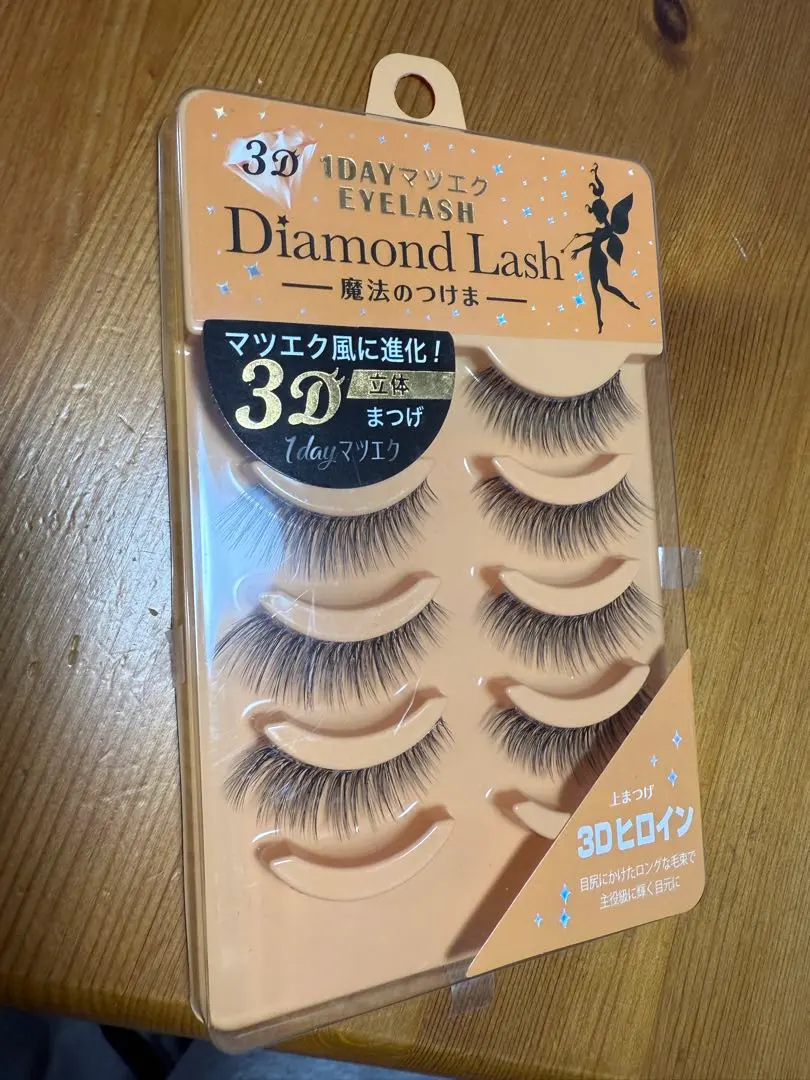 3D
1DAYマツエク
EYELASH
Diamond Lash
魔法のつけま
マツエク風に進化!
3D 立体
まつげ
1dayマツエク
上まつげ
3Dヒロイン
目尻にかけたロングな毛束で
主役級に輝く目元に